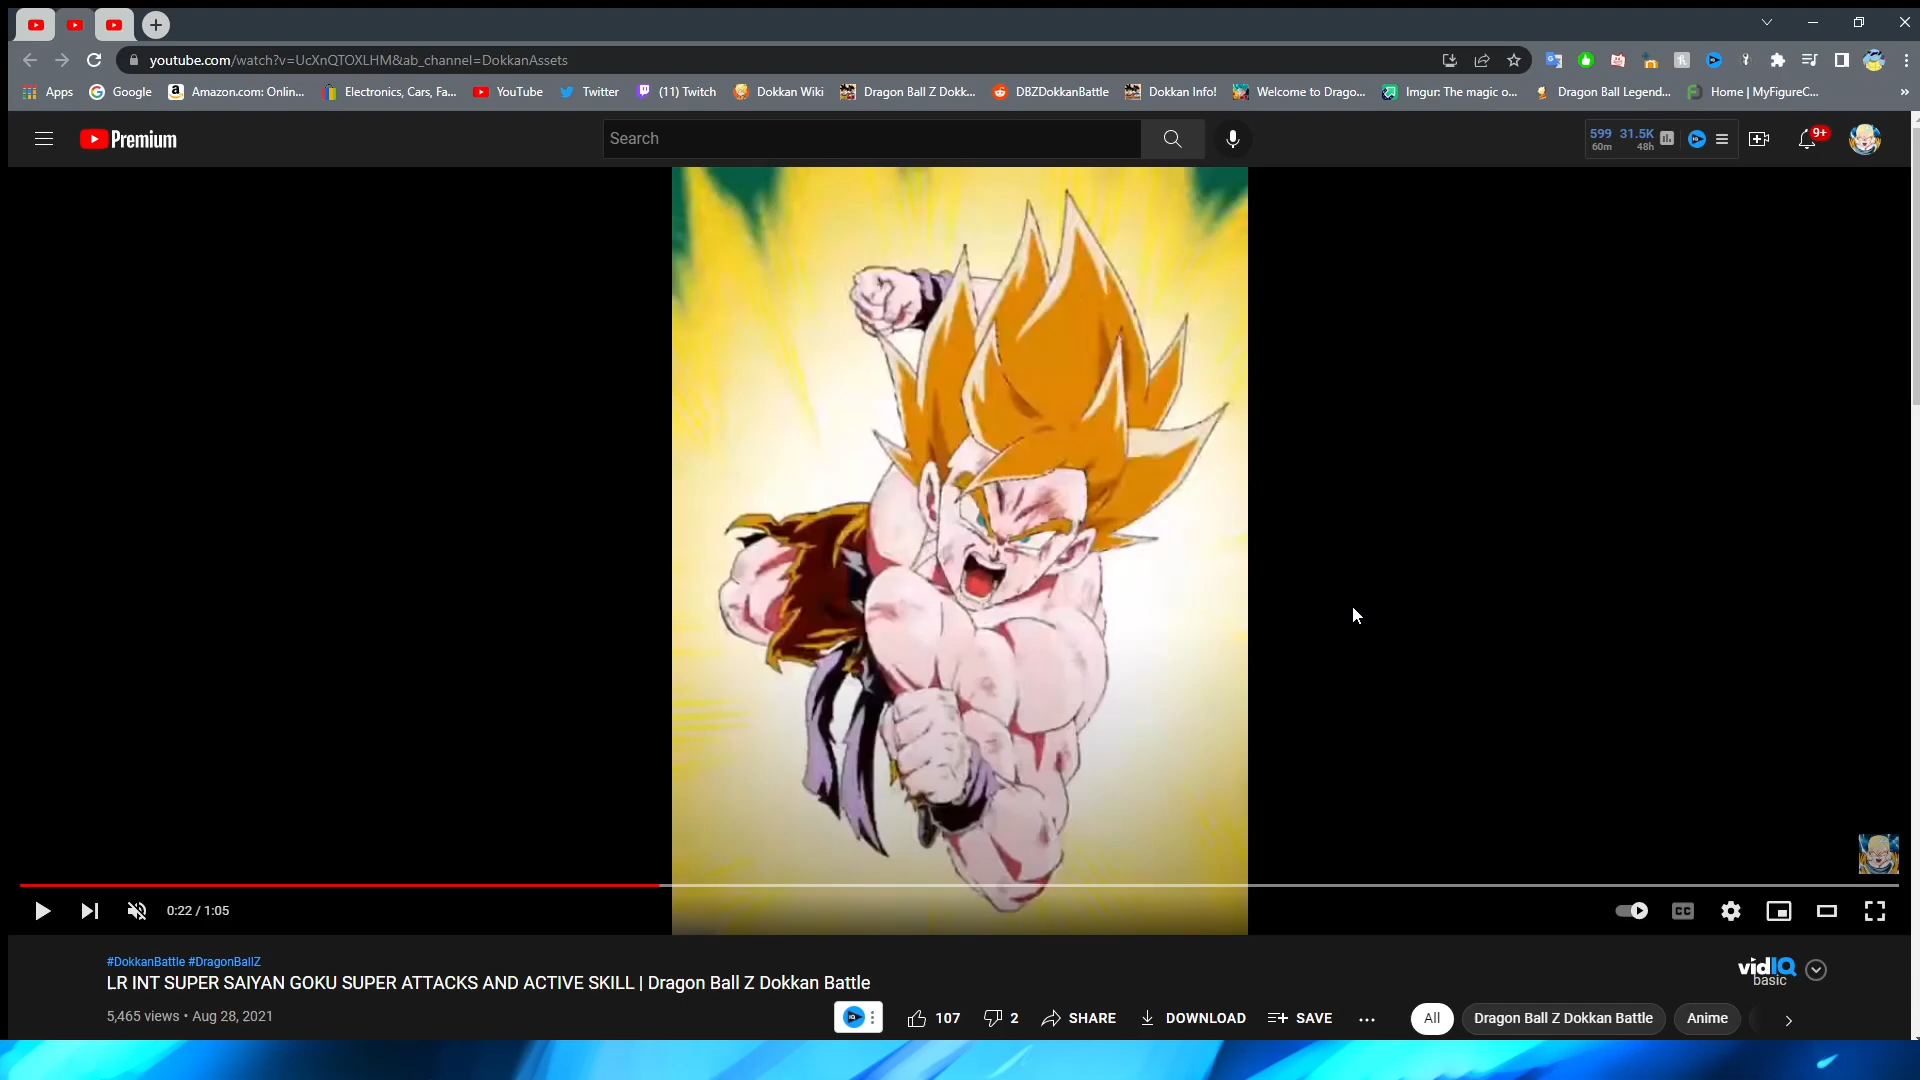 youtube.com/watch?v=UcXnQTOXLHM&ab_channel=DokkanAssets
Apps Google Amazon.com: Onlin... Electronics, Cars, Fa... YouTube Twitter (11) Twitch Dokkan Wiki Dragon Ball Z Dokk... DBZDokkanBattle Dokkan Info! Welcome to Drago... Imgur: The magic o... Dragon Ball Legend... Home | MyFigureC... »
Premium Search 599 31.5K 9+
60m 48h
0:22 / 1:05 CC
#DokkanBattle #DragonBallZ
LR INT SUPER SAIYAN GOKU SUPER ATTACKS AND ACTIVE SKILL | Dragon Ball Z Dokkan Battle
vidIQ
basic
5,465 views • Aug 28, 2021 107 2 SHARE DOWNLOAD SAVE ... All Dragon Ball Z Dokkan Battle Anime